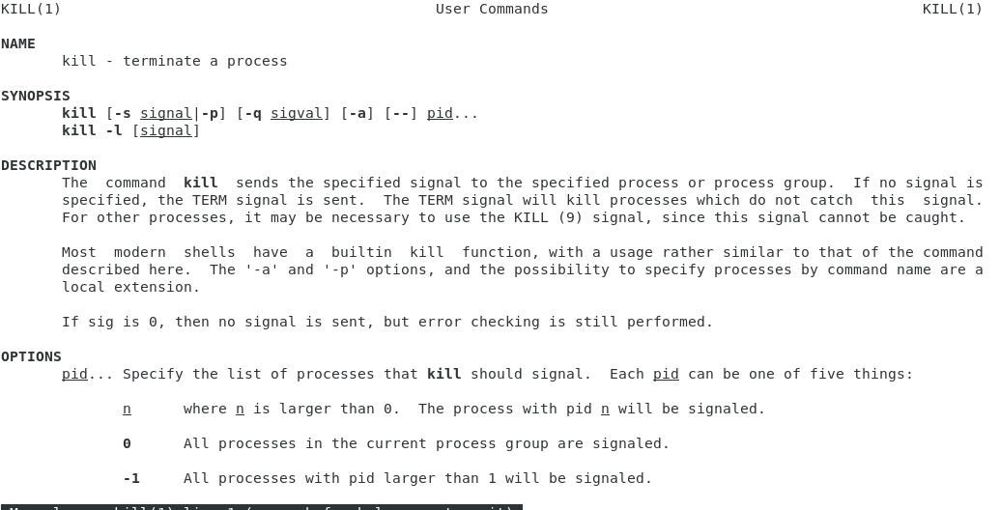 KILL(1) User Commands KILL(1)
NAME
kill - terminate a process
SYNOPSIS
kill [-s signal|-p] [-q sigval] [-a] [--] pid...
kill -l [signal]
DESCRIPTION
The command kill sends the specified signal to the specified process or process group. If no signal is
specified, the TERM signal is sent. The TERM signal will kill processes which do not catch this signal.
For other processes, it may be necessary to use the KILL (9) signal, since this signal cannot be caught.
Most modern shells have a builtin kill function, with a usage rather similar to that of the command
described here. The '-a' and '-p' options, and the possibility to specify processes by command name are a
local extension.
If sig is 0, then no signal is sent, but error checking is still performed.
OPTIONS
pid... Specify the list of processes that kill should signal. Each pid can be one of five things:
n where n is larger than 0. The process with pid n will be signaled.
0 All processes in the current process group are signaled.
-1 All processes with pid larger than 1 will be signaled.